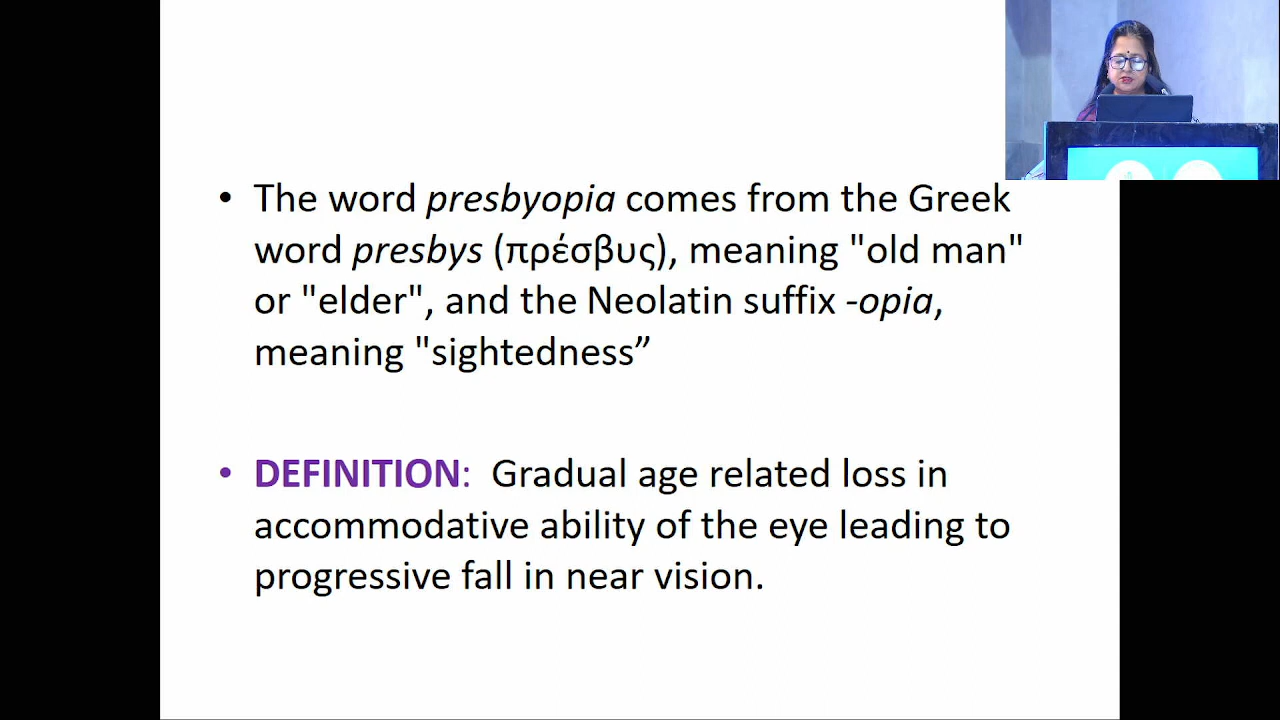 • The word presbyopia comes from the Greek
word presbys (πρέσβυς), meaning "old man"
or "elder", and the Neolatin suffix -opia,
meaning "sightedness”
• DEFINITION: Gradual age related loss in
accommodative ability of the eye leading to
progressive fall in near vision.